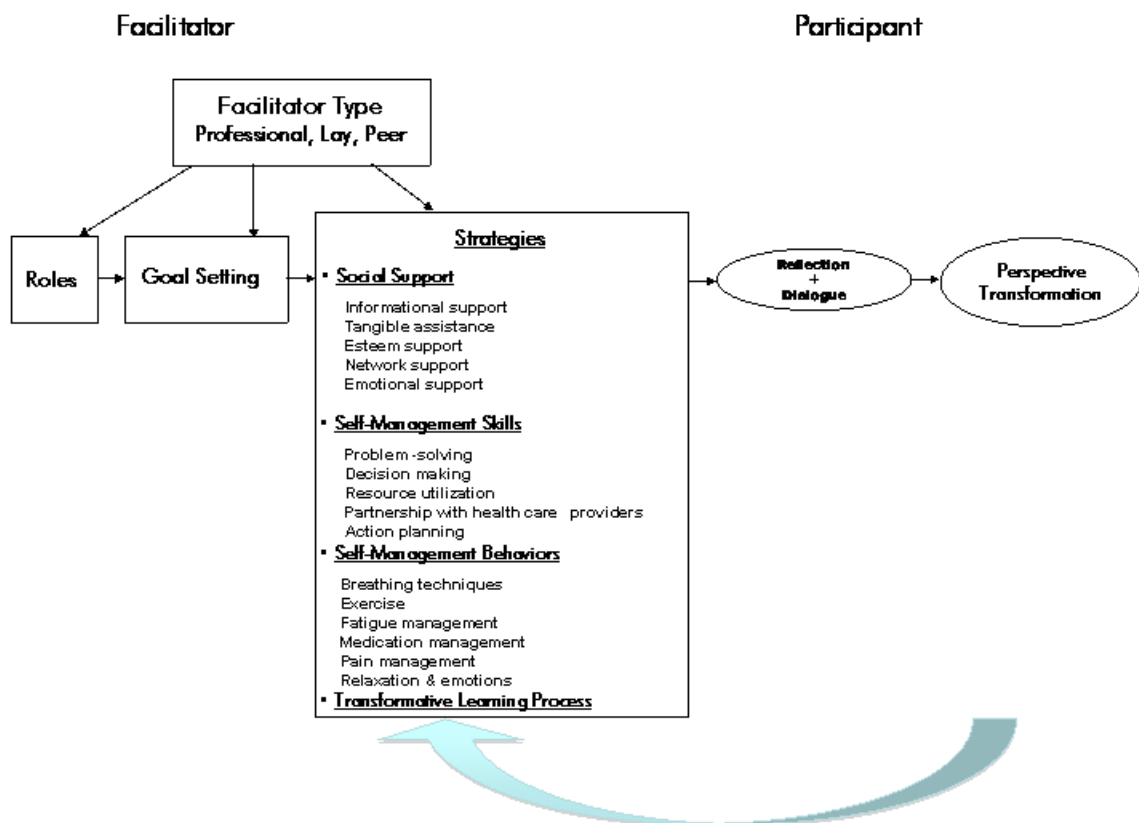 Facilitator
Participant
Facilitator Type
Professional, Lay, Peer
Roles
Goal Setting
Strategies
▪ Social Support
Informational support
Tangible assistance
Esteem support
Network support
Emotional support
▪ Self-Management Skills
Problem -solving
Decision making
Resource utilization
Partnership with health care providers
Action planning
▪ Self-Management Behaviors
Breathing techniques
Exercise
Fatigue management
Medication management
Pain management
Relaxation & emotions
▪ Transformative Learning Process
Reflection
+
Dialogue
Perspective
Transformation